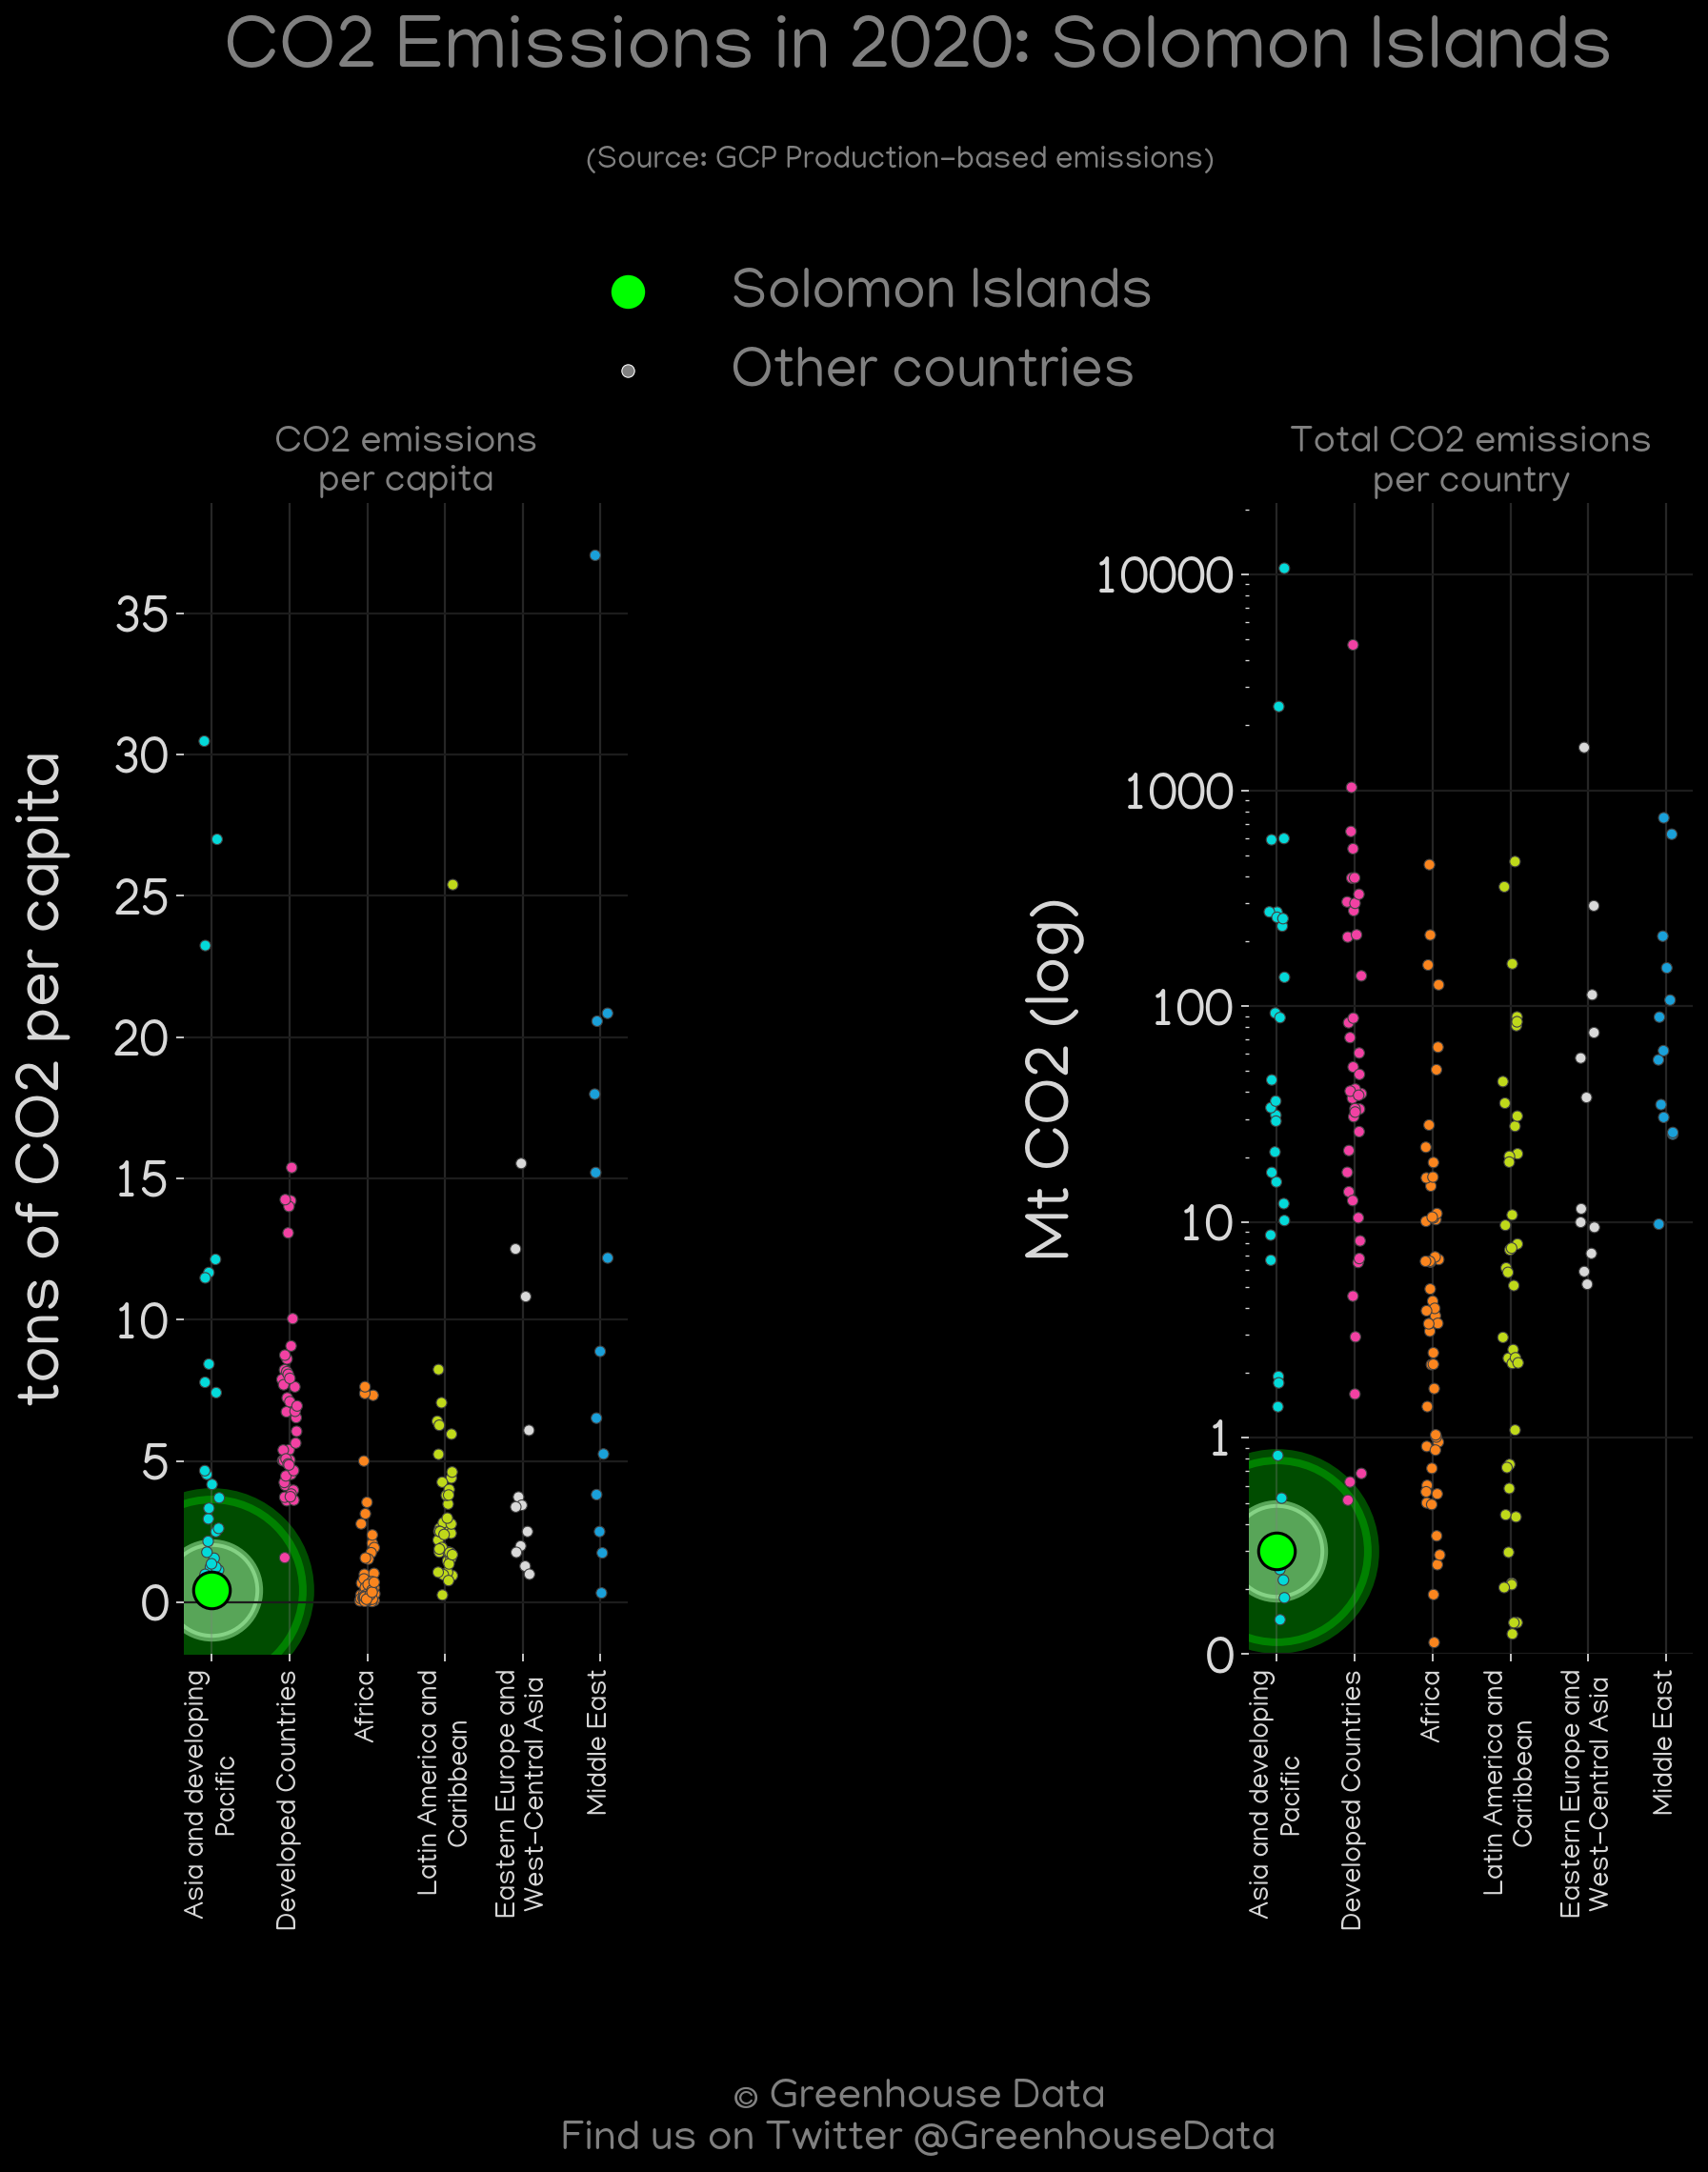 CO2 Emissions in 2020: Solomon Islands
(Source: GCP Production-based emissions)
Solomon Islands
Other countries
CO2 emissions
per capita
tons of CO2 per capita
35
30
25
20
15
10
5
0
Asia and developing
Pacific
Developed Countries
Africa
Latin America and
Caribbean
Eastern Europe and
West-Central Asia
Middle East
Total CO2 emissions
per country
Mt CO2 (log)
10000
1000
100
10
1
0
Asia and developing
Pacific
Developed Countries
Africa
Latin America and
Caribbean
Eastern Europe and
West-Central Asia
Middle East
© Greenhouse Data
Find us on Twitter @GreenhouseData